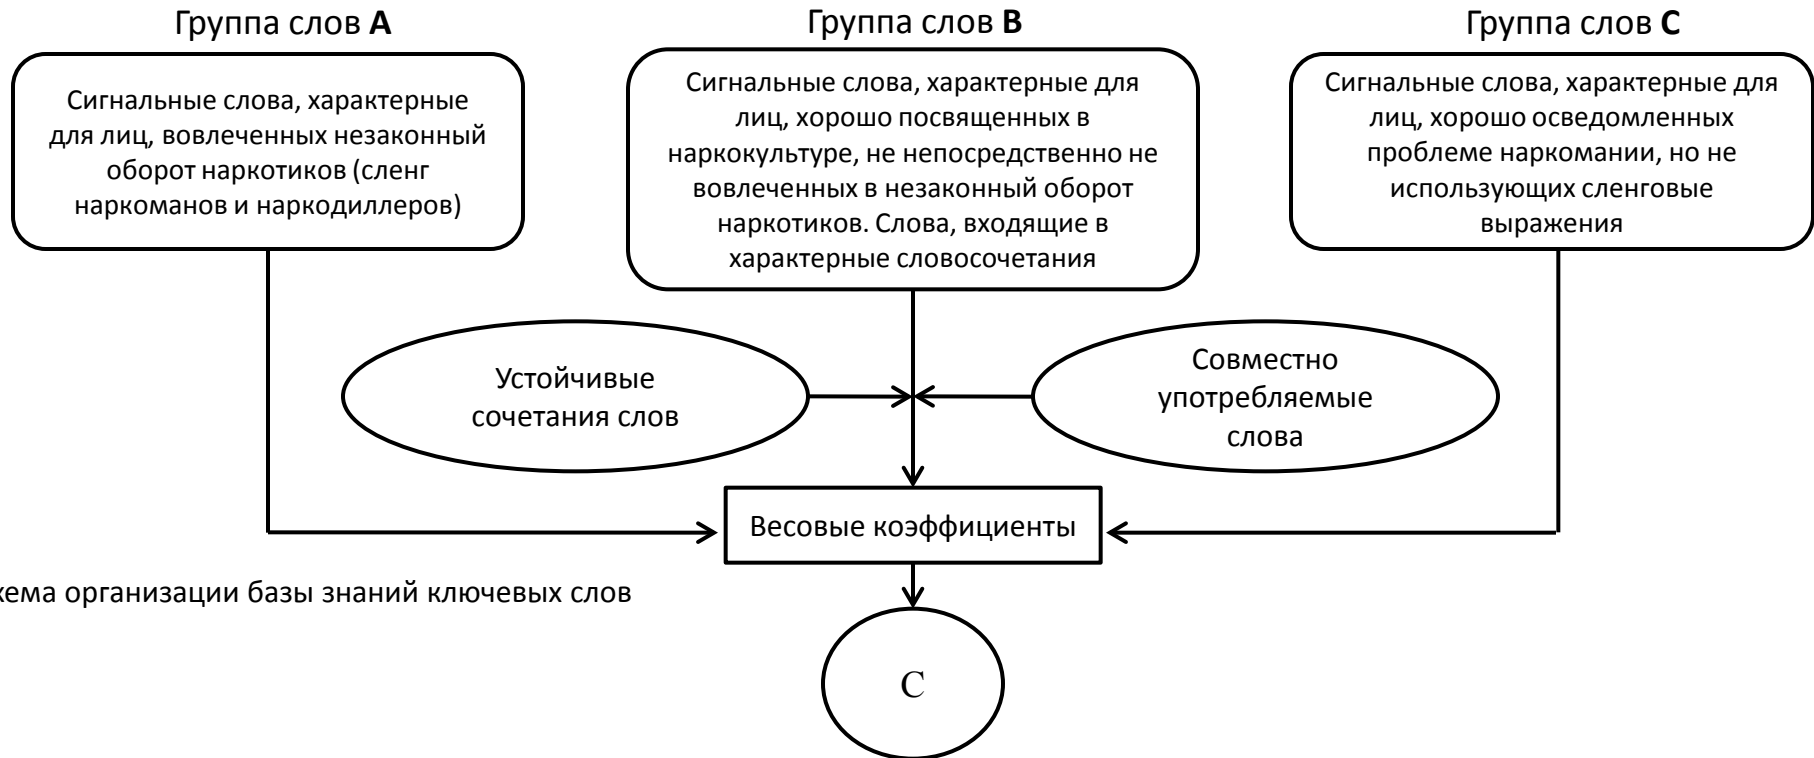 Группа слов A
Группа слов B
Группа слов C
Сигнальные слова, характерные
для лиц, вовлеченных незаконный
оборот наркотиков (сленг
наркоманов и наркодиллеров)
Сигнальные слова, характерные для
лиц, хорошо посвященных в
наркокультуре, не непосредственно не
вовлеченных в незаконный оборот
наркотиков. Слова, входящие в
характерные словосочетания
Сигнальные слова, характерные для
лиц, хорошо осведомленных
проблеме наркомании, но не
использующих сленговые
выражения
Устойчивые
сочетания слов
Совместно
употребляемые
слова
Весовые коэффициенты
хема организации базы знаний ключевых слов
С